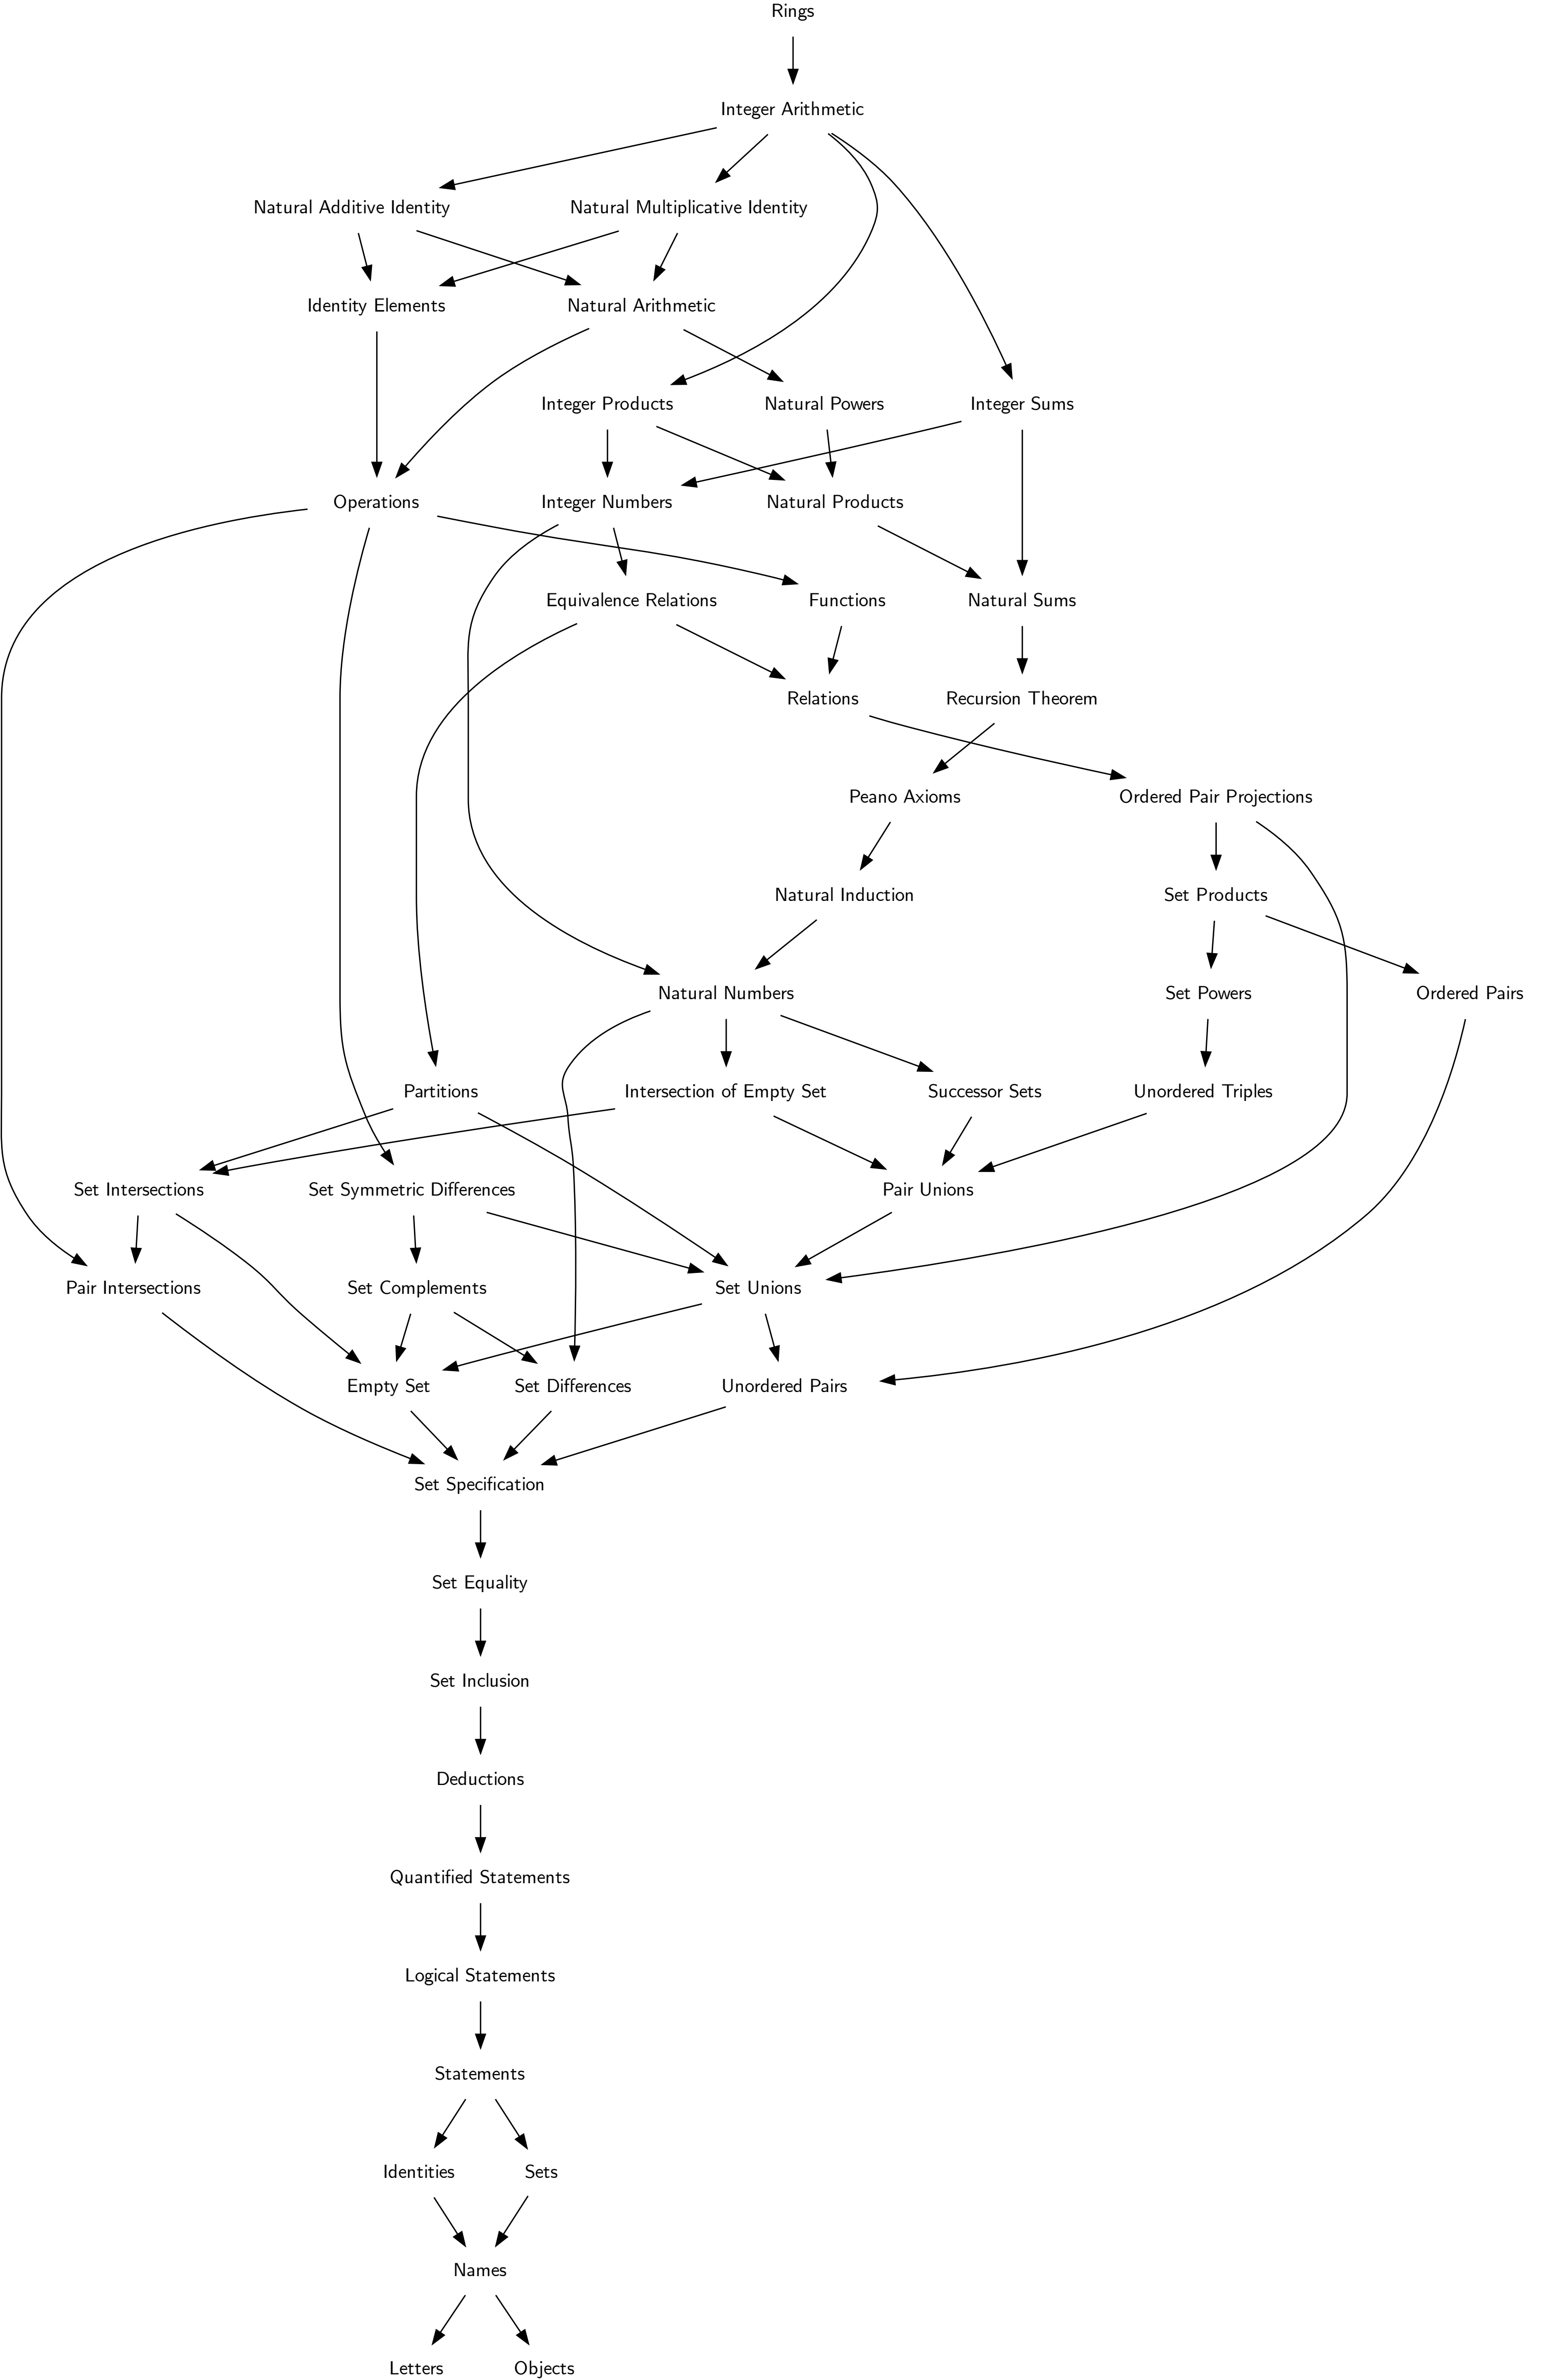 Rings
Integer Arithmetic
Natural Additive Identity
Natural Multiplicative Identity
Identity Elements
Natural Arithmetic
Integer Products
Natural Powers
Integer Sums
Operations
Integer Numbers
Natural Products
Equivalence Relations
Functions
Natural Sums
Relations
Recursion Theorem
Peano Axioms
Ordered Pair Projections
Natural Induction
Set Products
Natural Numbers
Set Powers
Ordered Pairs
Partitions
Intersection of Empty Set
Successor Sets
Unordered Triples
Set Intersections
Set Symmetric Differences
Pair Unions
Pair Intersections
Set Complements
Set Unions
Empty Set
Set Differences
Unordered Pairs
Set Specification
Set Equality
Set Inclusion
Deductions
Quantified Statements
Logical Statements
Statements
Identities
Sets
Names
Letters
Objects